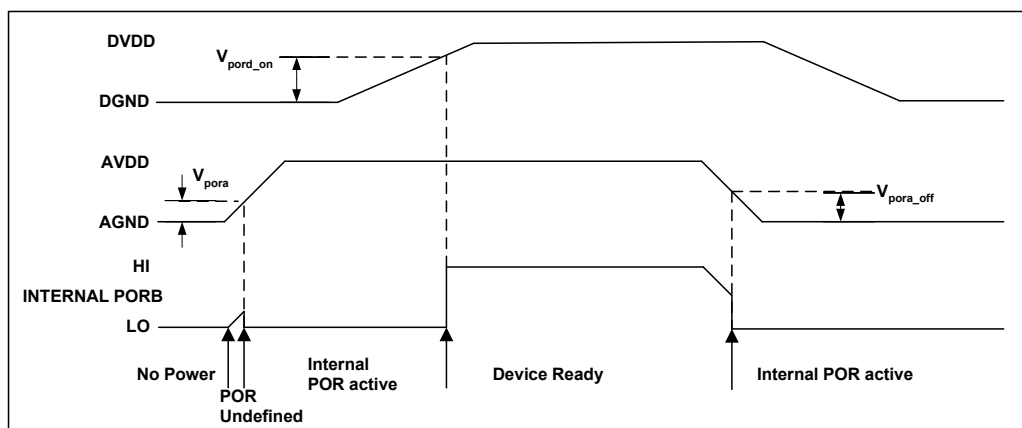 DVDD
Vpord_on
DGND
AVDD
Vpora
Vpora_off
AGND
HI
INTERNAL PORB
LO
No Power
POR
Undefined
Internal
POR active
Device Ready
Internal POR active